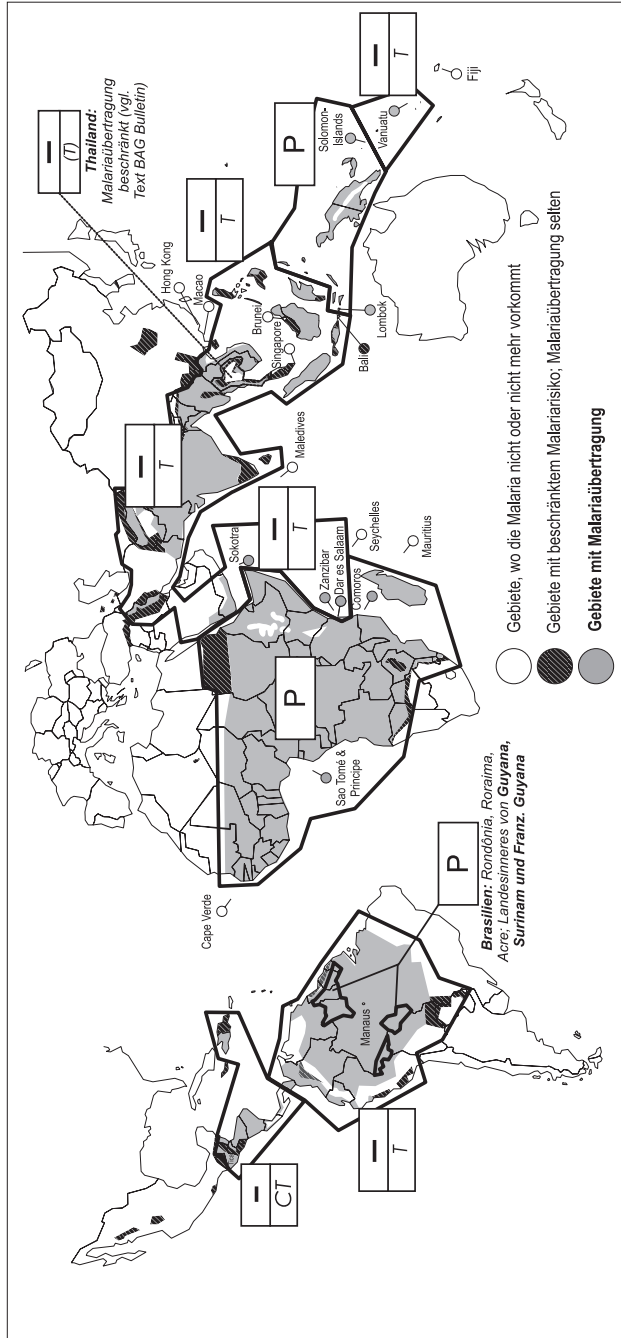 Cape Verde
Sao Tomé &
Principe
P
Sokotra
Zanzibar
Dar es Salaam
Comoros
Seychelles
Mauritius
Maledives
–
T
–
T
Hong Kong
Macao
Brunei
Singapore
Bali
Lombok
–
T
–
(T)
Thailand:
Malariaübertragung
beschränkt (vgl.
Text BAG Bulletin)
P
Solomon-
Islands
Vanuatu
–
T
Fiji
–
CT
–
T
Manaus
P
Brasilien: Rondônia, Roraima,
Acre; Landesinneres von Guyana,
Surinam und Franz. Guyana
Gebiete, wo die Malaria nicht oder nicht mehr vorkommt
Gebiete mit beschränktem Malariarisiko; Malariaübertragung selten
Gebiete mit Malariaübertragung